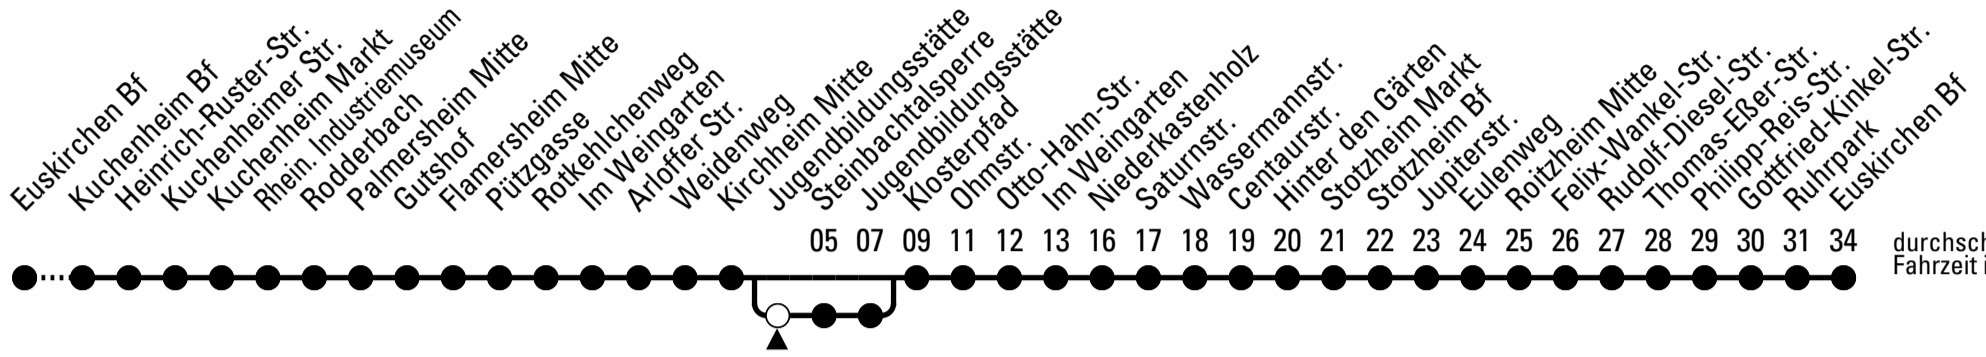 Euskirchen Bf
Kuchenheim Bf
Heinrich-Ruster-Str.
Kuchenheimer Str.
Kuchenheim Markt
Rhein. Industriemuseum
Rodderbach
Palmersheim Mitte
Gutshof
Flamersheim Mitte
Pützgasse
Rotkehlchenweg
Im Weingarten
Arloffer Str.
Weidenweg
Kirchheim Mitte
Jugendbildungsstätte
Steinbachtalsperre
Jugendbildungsstätte
Klosterpfad
Ohmstr.
Otto-Hahn-Str.
Im Weingarten
Niederkastenholz
Saturnstr.
Wassermannstr.
Centaurstr.
Hinter den Gärten
Stotzheim Markt
Stotzheim Bf
Jupiterstr.
Eulenweg
Roitzheim Mitte
Felix-Wankel-Str.
Rudolf-Diesel-Str.
Thomas-Eßer-Str.
Philipp-Reis-Str.
Gottfried-Kinkel-Str.
Ruhrpark
Euskirchen Bf
05 07 09 11 12 13 16 17 18 19 20 21 22 23 24 25 26 27 28 29 30 31 34
durchsch
Fahrzeit i